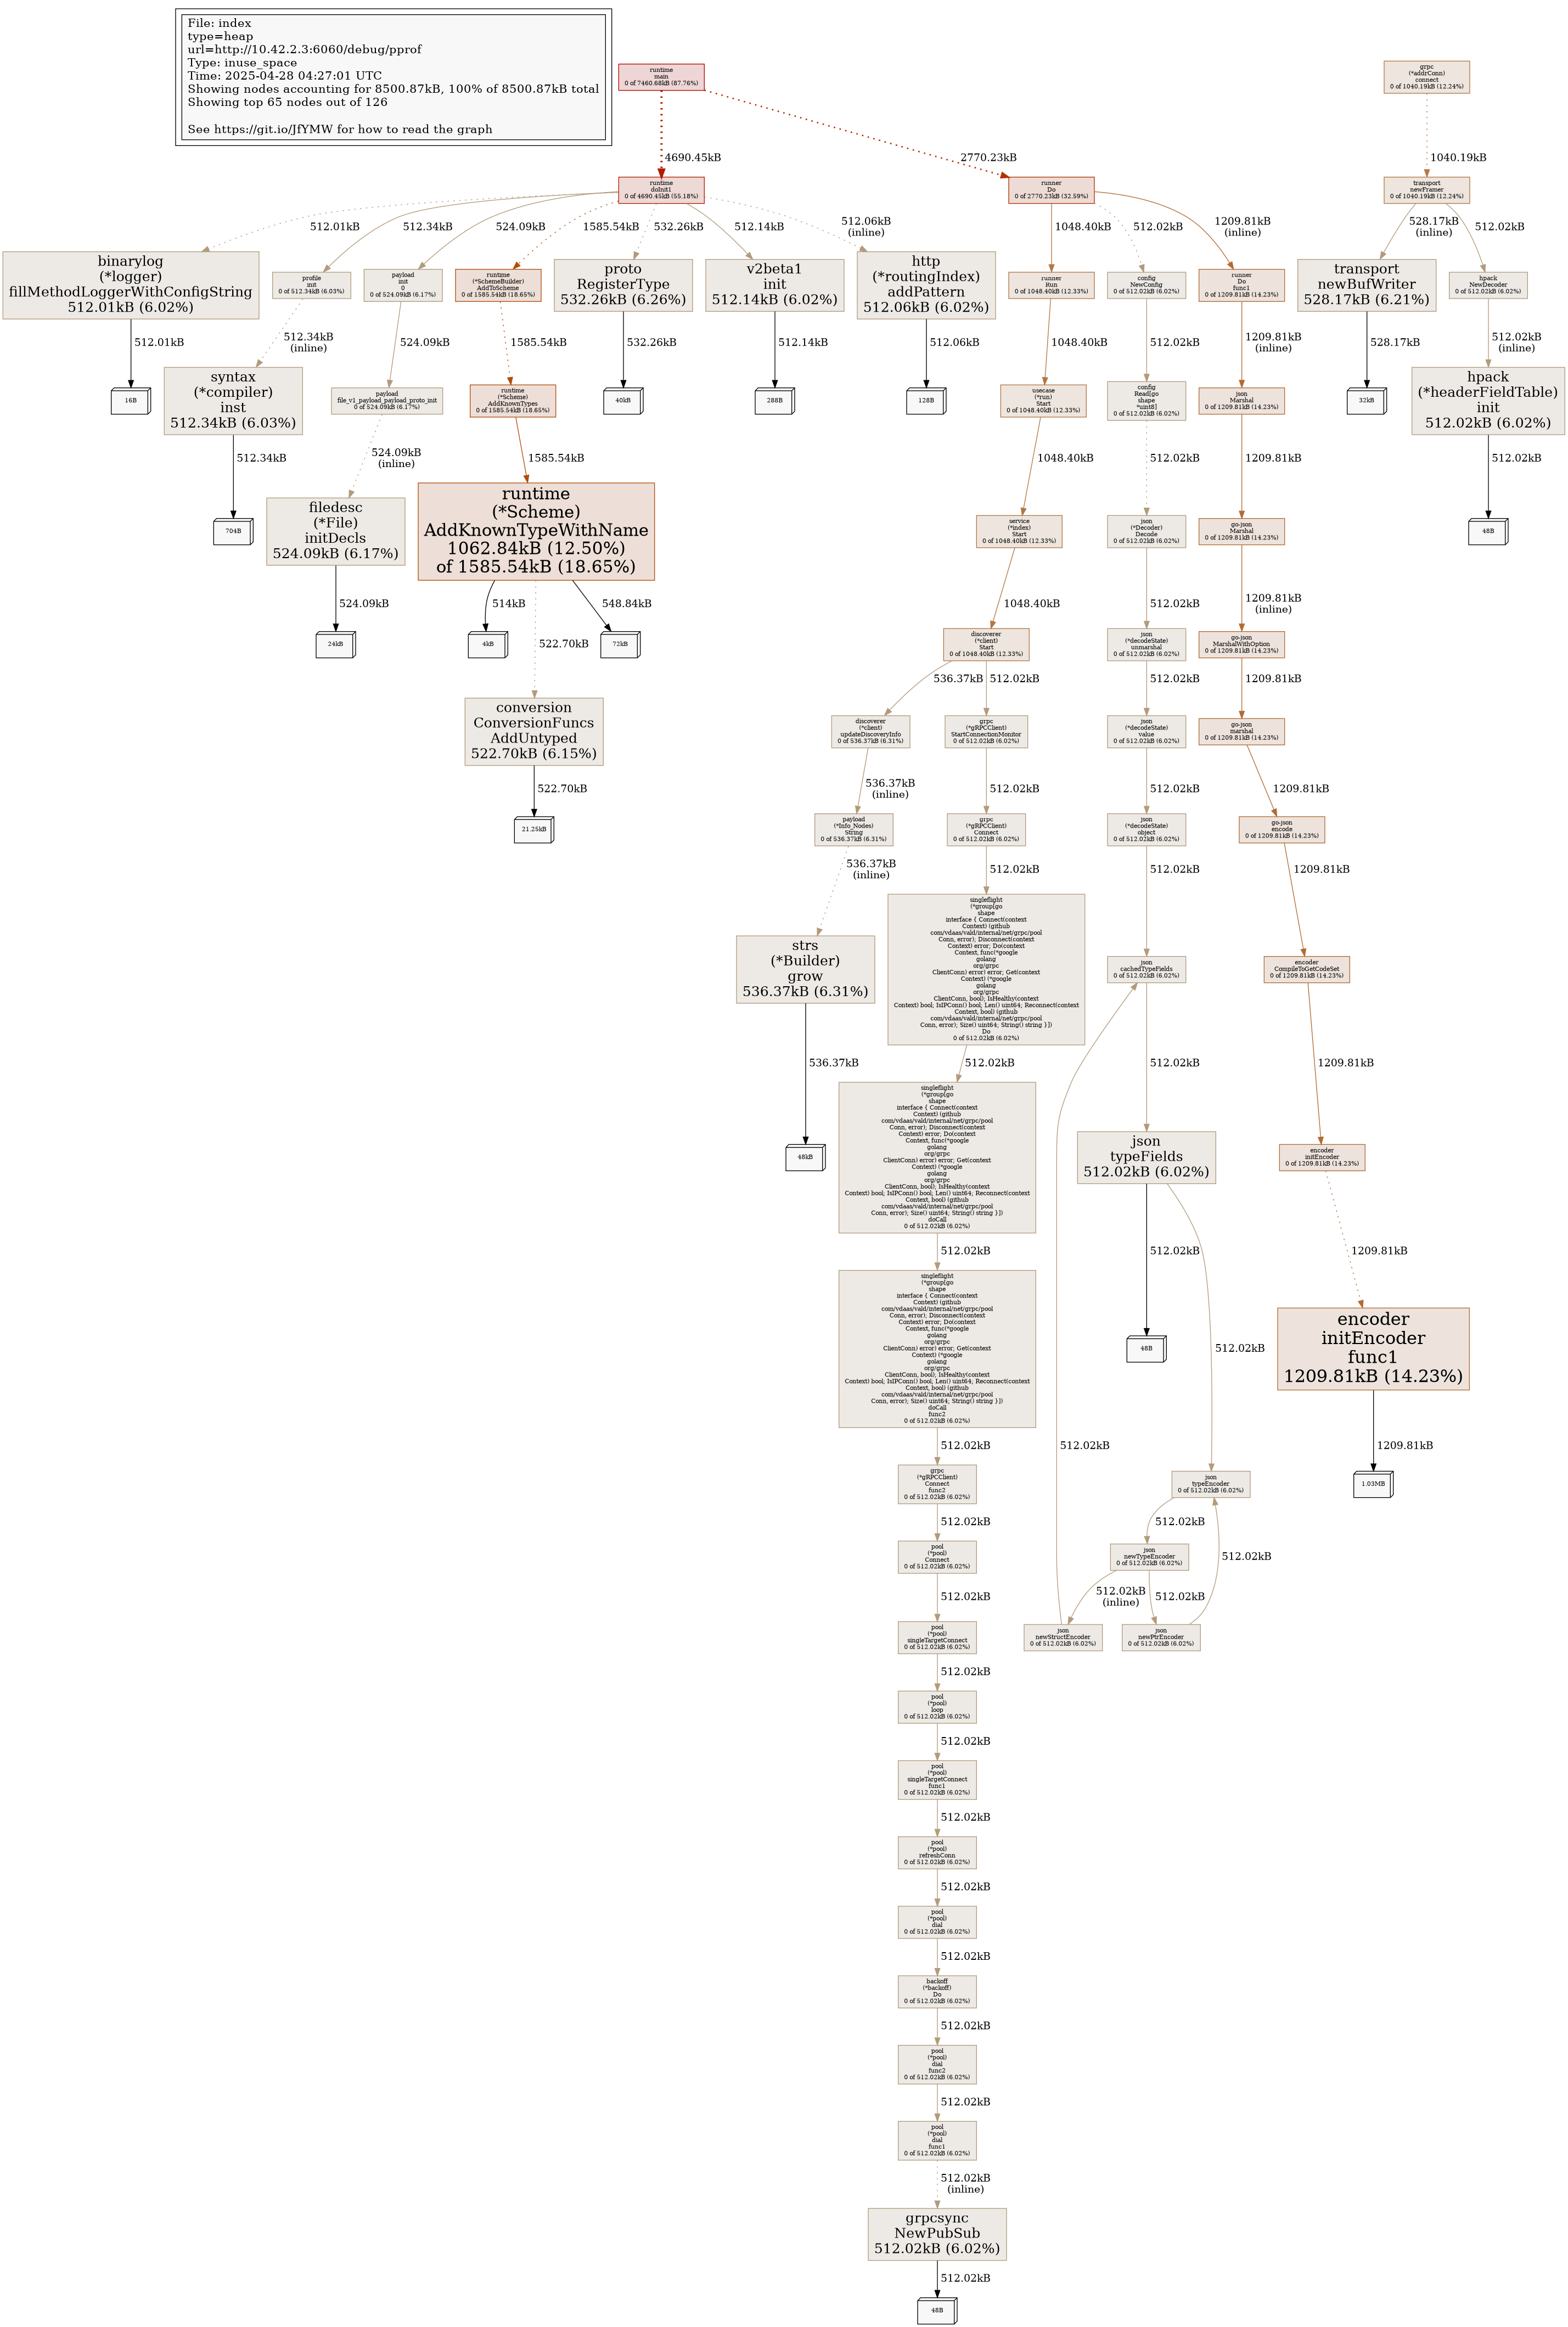 File: index
type=heap
url=http://10.42.2.3:6060/debug/pprof
Type: inuse_space
Time: 2025-04-28 04:27:01 UTC
Showing nodes accounting for 8500.87kB, 100% of 8500.87kB total
Showing top 65 nodes out of 126
See https://git.io/JfYMW for how to read the graph
runtime
main
0 of 7460.68kB (87.76%)
grpc
(*addrConn)
connect
0 of 1040.19kB (12.24%)
4690.45kB
2770.23kB
1040.19kB
runtime
doInit1
0 of 4690.45kB (55.18%)
runner
Do
0 of 2770.23kB (32.59%)
transport
newFramer
0 of 1040.19kB (12.24%)
512.01kB
512.34kB
524.09kB
1585.54kB
532.26kB
512.14kB
512.06kB
(inline)
1048.40kB
512.02kB
1209.81kB
(inline)
528.17kB
(inline)
512.02kB
binarylog
(*logger)
fillMethodLoggerWithConfigString
512.01kB (6.02%)
profile
init
0 of 512.34kB (6.03%)
payload
init
0
0 of 524.09kB (6.17%)
runtime
(*SchemeBuilder)
AddToScheme
0 of 1585.54kB (18.65%)
proto
RegisterType
532.26kB (6.26%)
v2beta1
init
512.14kB (6.02%)
http
(*routingIndex)
addPattern
512.06kB (6.02%)
runner
Run
0 of 1048.40kB (12.33%)
config
NewConfig
0 of 512.02kB (6.02%)
runner
Do
func1
0 of 1209.81kB (14.23%)
transport
newBufWriter
528.17kB (6.21%)
hpack
NewDecoder
0 of 512.02kB (6.02%)
512.01kB
512.34kB
(inline)
524.09kB
1585.54kB
532.26kB
512.14kB
512.06kB
1048.40kB
512.02kB
1209.81kB
(inline)
528.17kB
512.02kB
(inline)
16B
syntax
(*compiler)
inst
512.34kB (6.03%)
payload
file_v1_payload_payload_proto_init
0 of 524.09kB (6.17%)
runtime
(*Scheme)
AddKnownTypes
0 of 1585.54kB (18.65%)
40kB
288B
128B
usecase
(*run)
Start
0 of 1048.40kB (12.33%)
config
Read[go
shape
*uint8]
0 of 512.02kB (6.02%)
json
Marshal
0 of 1209.81kB (14.23%)
32kB
hpack
(*headerFieldTable)
init
512.02kB (6.02%)
512.34kB
524.09kB
(inline)
1585.54kB
1048.40kB
512.02kB
1209.81kB
512.02kB
704B
filedesc
(*File)
initDecls
524.09kB (6.17%)
runtime
(*Scheme)
AddKnownTypeWithName
1062.84kB (12.50%)
of 1585.54kB (18.65%)
service
(*index)
Start
0 of 1048.40kB (12.33%)
json
(*Decoder)
Decode
0 of 512.02kB (6.02%)
go-json
Marshal
0 of 1209.81kB (14.23%)
48B
524.09kB
514kB
522.70kB
548.84kB
1048.40kB
512.02kB
1209.81kB
(inline)
24kB
4kB
72kB
discoverer
(*client)
Start
0 of 1048.40kB (12.33%)
json
(*decodeState)
unmarshal
0 of 512.02kB (6.02%)
go-json
MarshalWithOption
0 of 1209.81kB (14.23%)
536.37kB
512.02kB
512.02kB
1209.81kB
conversion
ConversionFuncs
AddUntyped
522.70kB (6.15%)
discoverer
(*client)
updateDiscoveryInfo
0 of 536.37kB (6.31%)
grpc
(*gRPCClient)
StartConnectionMonitor
0 of 512.02kB (6.02%)
json
(*decodeState)
value
0 of 512.02kB (6.02%)
go-json
marshal
0 of 1209.81kB (14.23%)
522.70kB
536.37kB
(inline)
512.02kB
512.02kB
1209.81kB
21.25kB
payload
(*Info_Nodes)
String
0 of 536.37kB (6.31%)
grpc
(*gRPCClient)
Connect
0 of 512.02kB (6.02%)
json
(*decodeState)
object
0 of 512.02kB (6.02%)
go-json
encode
0 of 1209.81kB (14.23%)
536.37kB
(inline)
512.02kB
512.02kB
1209.81kB
strs
(*Builder)
grow
536.37kB (6.31%)
singleflight
(*group[go
shape
interface { Connect(context
Context) (github
com/vdaas/vald/internal/net/grpc/pool
Conn, error); Disconnect(context
Context) error; Do(context
Context, func(*google
golang
org/grpc
ClientConn) error) error; Get(context
Context) (*google
golang
org/grpc
ClientConn, bool); IsHealthy(context
Context) bool; IsIPConn() bool; Len() uint64; Reconnect(context
Context, bool) (github
com/vdaas/vald/internal/net/grpc/pool
Conn, error); Size() uint64; String() string }])
Do
0 of 512.02kB (6.02%)
json
cachedTypeFields
0 of 512.02kB (6.02%)
encoder
CompileToGetCodeSet
0 of 1209.81kB (14.23%)
536.37kB
512.02kB
512.02kB
1209.81kB
48kB
singleflight
(*group[go
shape
interface { Connect(context
Context) (github
com/vdaas/vald/internal/net/grpc/pool
Conn, error); Disconnect(context
Context) error; Do(context
Context, func(*google
golang
org/grpc
ClientConn) error) error; Get(context
Context) (*google
golang
org/grpc
ClientConn, bool); IsHealthy(context
Context) bool; IsIPConn() bool; Len() uint64; Reconnect(context
Context, bool) (github
com/vdaas/vald/internal/net/grpc/pool
Conn, error); Size() uint64; String() string }])
doCall
0 of 512.02kB (6.02%)
json
typeFields
512.02kB (6.02%)
encoder
initEncoder
0 of 1209.81kB (14.23%)
512.02kB
512.02kB
512.02kB
1209.81kB
singleflight
(*group[go
shape
interface { Connect(context
Context) (github
com/vdaas/vald/internal/net/grpc/pool
Conn, error); Disconnect(context
Context) error; Do(context
Context, func(*google
golang
org/grpc
ClientConn) error) error; Get(context
Context) (*google
golang
org/grpc
ClientConn, bool); IsHealthy(context
Context) bool; IsIPConn() bool; Len() uint64; Reconnect(context
Context, bool) (github
com/vdaas/vald/internal/net/grpc/pool
Conn, error); Size() uint64; String() string }])
doCall
func2
0 of 512.02kB (6.02%)
48B
encoder
initEncoder
func1
1209.81kB (14.23%)
512.02kB
512.02kB
1209.81kB
grpc
(*gRPCClient)
Connect
func2
0 of 512.02kB (6.02%)
json
typeEncoder
0 of 512.02kB (6.02%)
1.03MB
512.02kB
512.02kB
512.02kB
pool
(*pool)
Connect
0 of 512.02kB (6.02%)
json
newTypeEncoder
0 of 512.02kB (6.02%)
512.02kB
512.02kB
(inline)
512.02kB
pool
(*pool)
singleTargetConnect
0 of 512.02kB (6.02%)
json
newStructEncoder
0 of 512.02kB (6.02%)
json
newPtrEncoder
0 of 512.02kB (6.02%)
512.02kB
pool
(*pool)
loop
0 of 512.02kB (6.02%)
512.02kB
pool
(*pool)
singleTargetConnect
func1
0 of 512.02kB (6.02%)
512.02kB
pool
(*pool)
refreshConn
0 of 512.02kB (6.02%)
512.02kB
pool
(*pool)
dial
0 of 512.02kB (6.02%)
512.02kB
backoff
(*backoff)
Do
0 of 512.02kB (6.02%)
512.02kB
pool
(*pool)
dial
func2
0 of 512.02kB (6.02%)
512.02kB
pool
(*pool)
dial
func1
0 of 512.02kB (6.02%)
512.02kB
(inline)
grpcsync
NewPubSub
512.02kB (6.02%)
512.02kB
48B